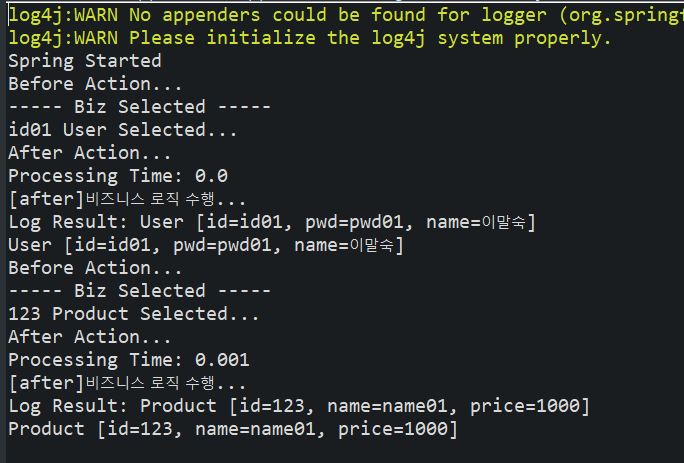 log4j:WARN No appenders could be found for logger
log4j:WARN Please initialize the log4j system properly.
Spring Started
Before Action...
----- Biz Selected -----
id01 User Selected...
After Action...
Processing Time: 0.0
[after]비즈니스 로직 수행...
Log Result: User [id=id01, pwd=pwd01, name=이말숙]
User [id=id01, pwd=pwd01, name=이말숙]
Before Action...
----- Biz Selected -----
123 Product Selected...
After Action...
Processing Time: 0.001
[after]비즈니스 로직 수행...
Log Result: Product [id=123, name=name01, price=1000]
Product [id=123, name=name01, price=1000]